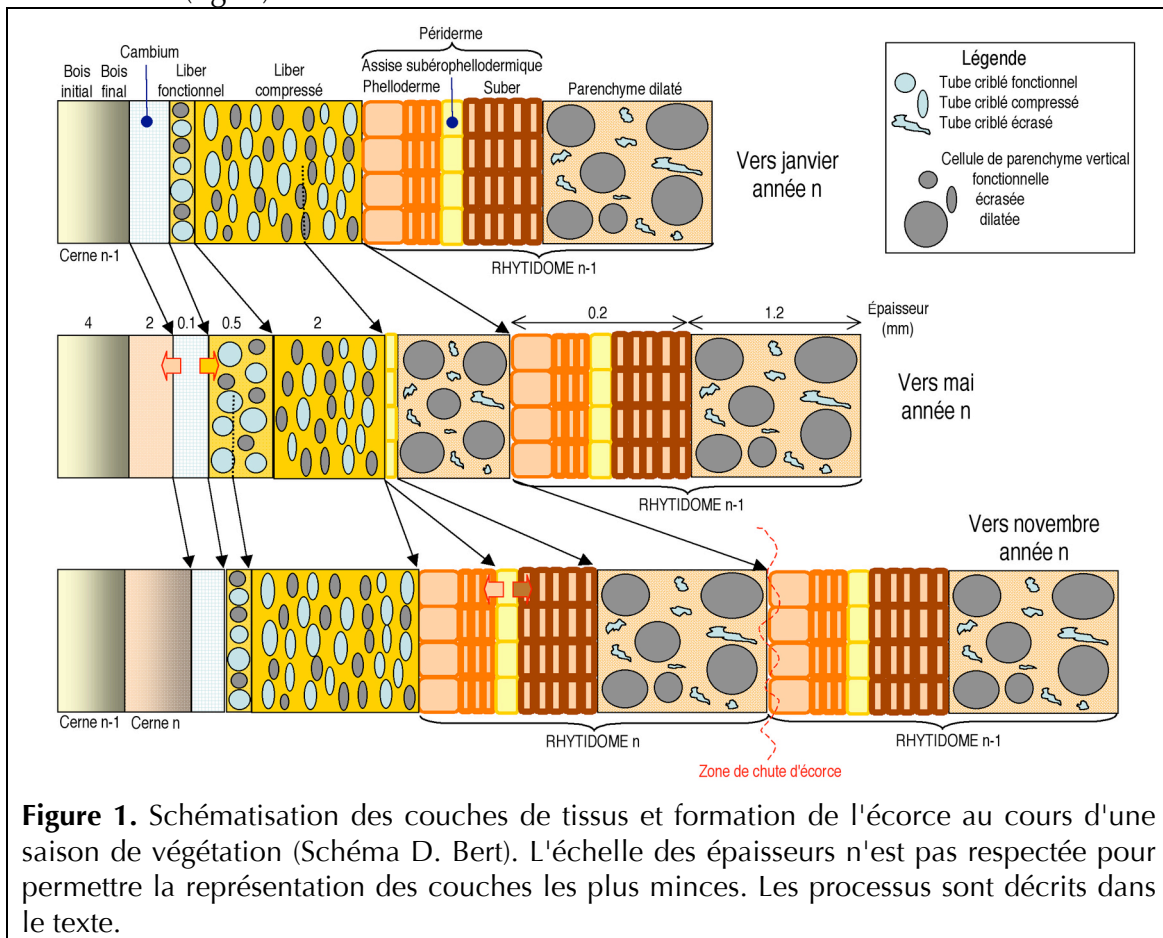 Périderme
Cambium
Assise subérophellodermique
Bois initial
Bois final
Liber fonctionnel
Liber compressé
Phelloderme
Suber
Parenchyme dilaté
Légende
Tube criblé fonctionnel
Tube criblé compressé
Tube criblé écrasé
Cellule de parenchyme vertical
fonctionnelle
écrasée
dilatée
Vers janvier
année n
Cerne n-1
RHYTIDOME n-1
4
2
0.1
0.5
2
0.2
1.2
Épaisseur
(mm)
Vers mai
année n
RHYTIDOME n-1
Vers novembre
année n
Cerne n-1
Cerne n
RHYTIDOME n
RHYTIDOME n-1
Zone de chute d'écorce
Figure 1. Schématisation des couches de tissus et formation de l'écorce au cours d'une
saison de végétation (Schéma D. Bert). L'échelle des épaisseurs n'est pas respectée pour
permettre la représentation des couches les plus minces. Les processus sont décrits dans
le texte.